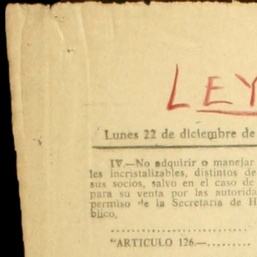 LEY
Lunes 22 de diciembre de
IV.—No adquirir o manejar
les incristalizables, distintos de
sus socios, salvo en el caso de
para su venta por las autorida
permiso de la Secretaría de H
blico.
....................................
"ARTICULO 126.—.........